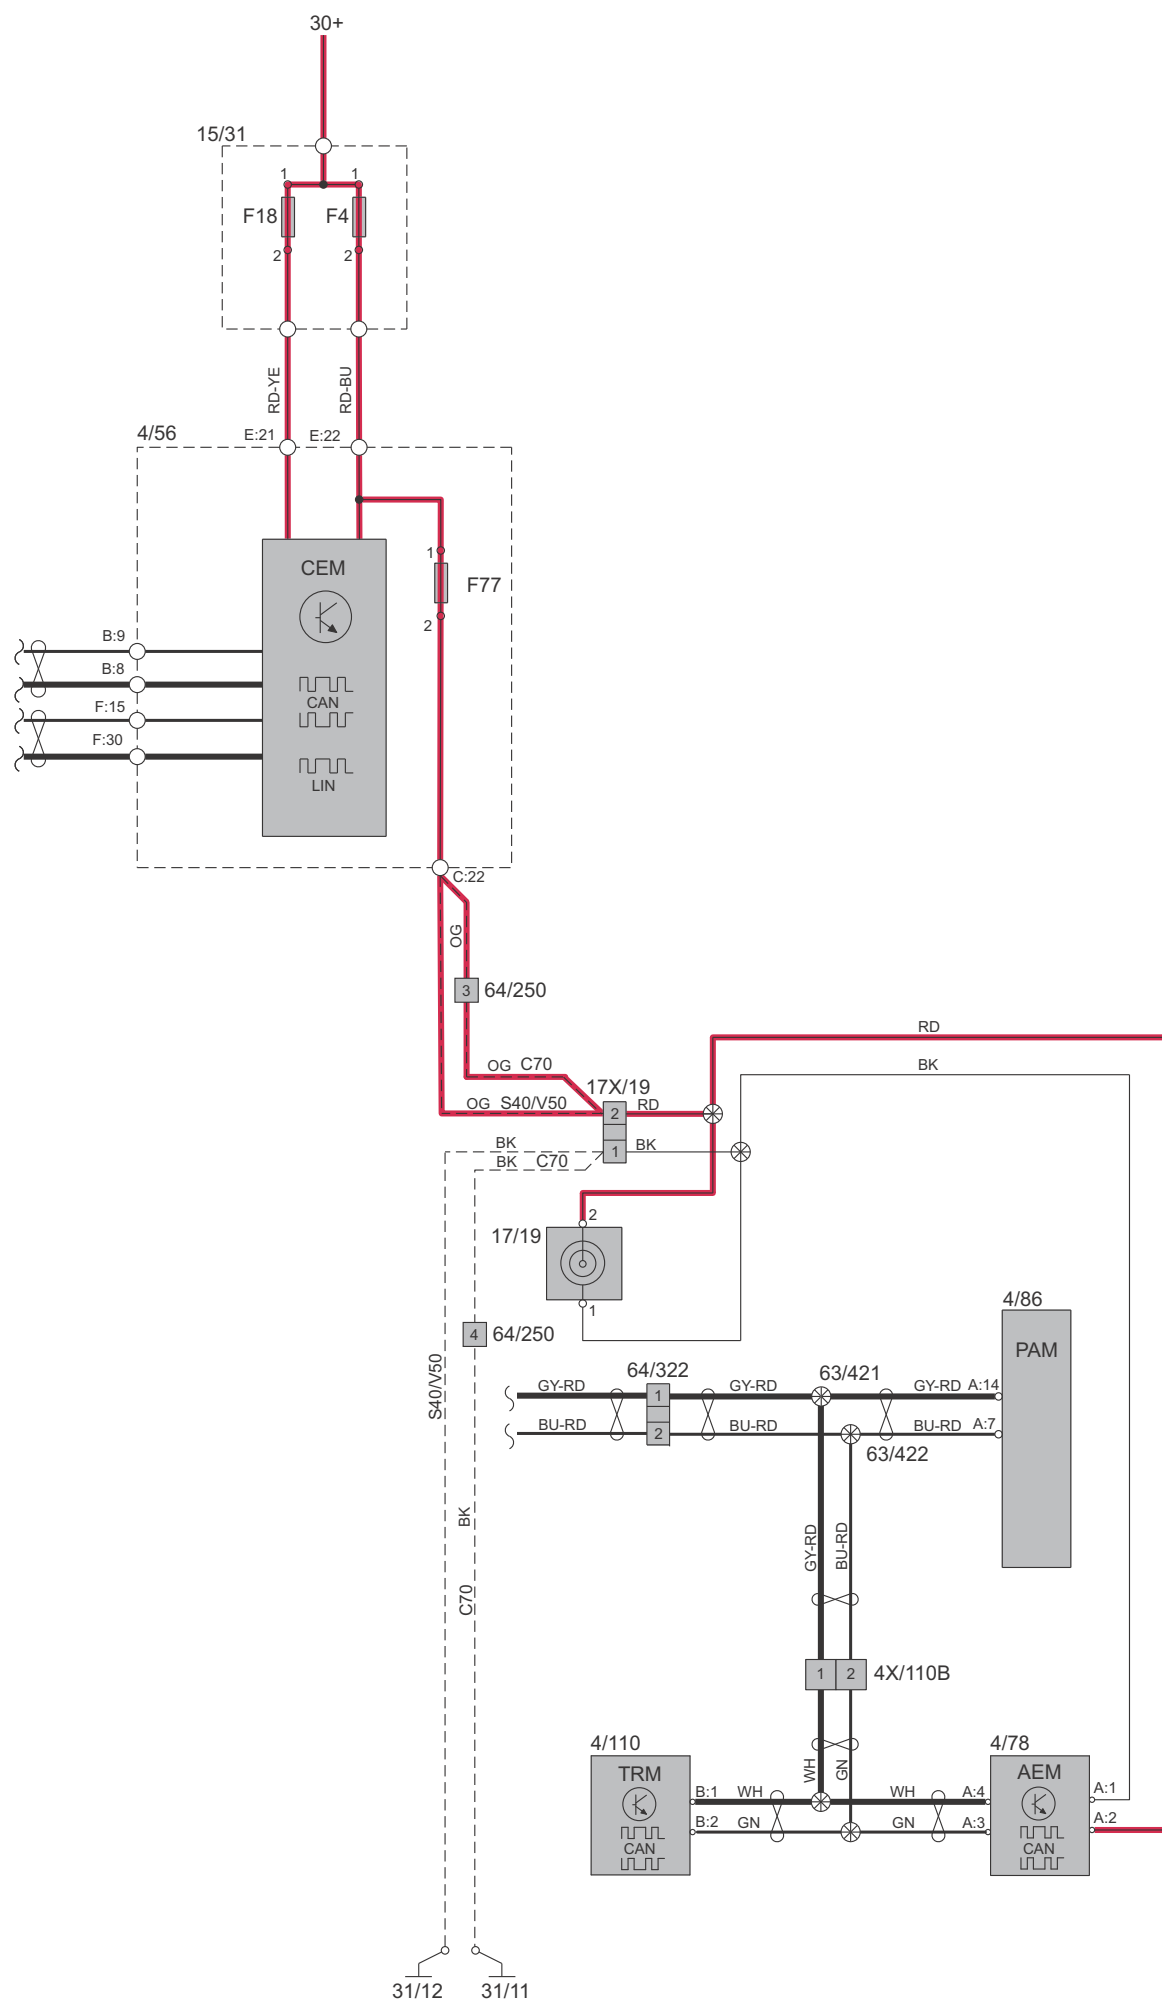 30+
15/31
1 1
F18 F4
2 2
RD-YE RD-BU
4/56 E:21 E:22
CEM
1
F77
2
B:9
B:8
CAN
F:15
F:30
LIN
C:22
OG
3 64/250
RD
OG C70
BK
17X/19
OG S40/V50 2 RD
BK 1 BK
BK C70
2
17/19
1
4/86
4 64/250
PAM
S40/V50
64/322 63/421
GY-RD 1 GY-RD GY-RD A:14
BU-RD 2 BU-RD BU-RD A:7
63/422
BK
GY-RD BU-RD
C70
1 2 4X/110B
4/110 4/78
WH GN
TRM AEM
B:1 WH WH A:4 A:1
B:2 GN GN A:3 A:2
CAN CAN
31/12 31/11